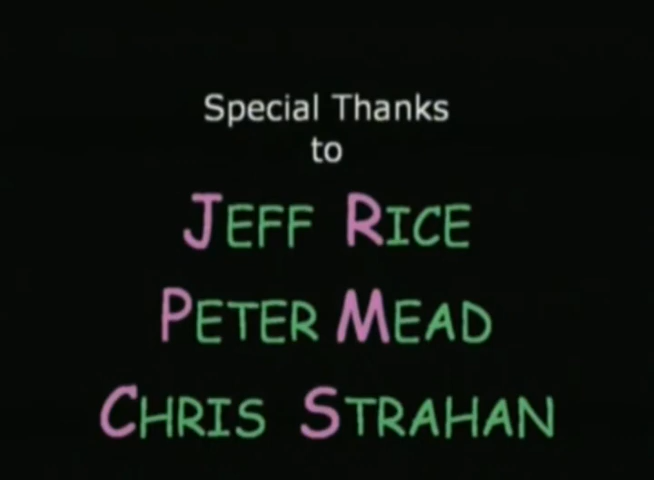 Special Thanks
to
JEFF RICE
PETER MEAD
CHRIS STRAHAN